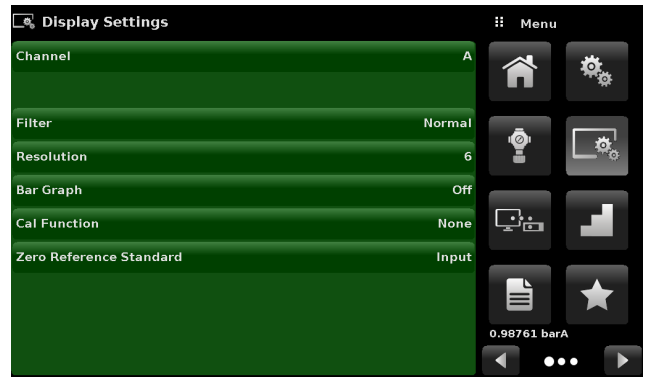 Display Settings
Menu
Channel A
Filter Normal
Resolution 6
Bar Graph Off
Cal Function None
Zero Reference Standard Input
0.98761 barA